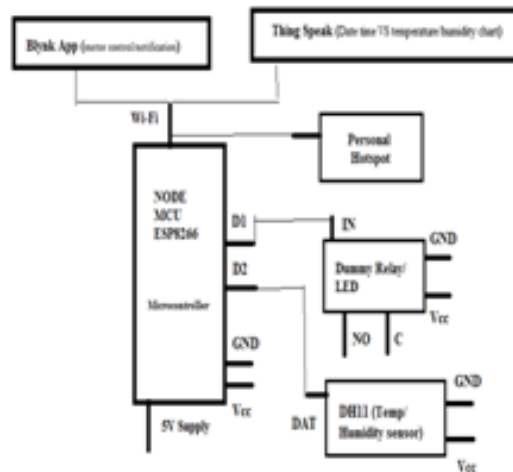 Blynk App (motor control/notification)
Thing Speak (Date time VS temperature humidity chart)
Wi-Fi
Personal
Hotspot
NODE
MCU
ESP8266
Microcontroller
D1
D2
GND
Vcc
5V Supply
IN
Dummy Relay/
LED
GND
Vcc
NO
C
DAT
DH11 (Temp/
Humidity sensor)
GND
Vcc